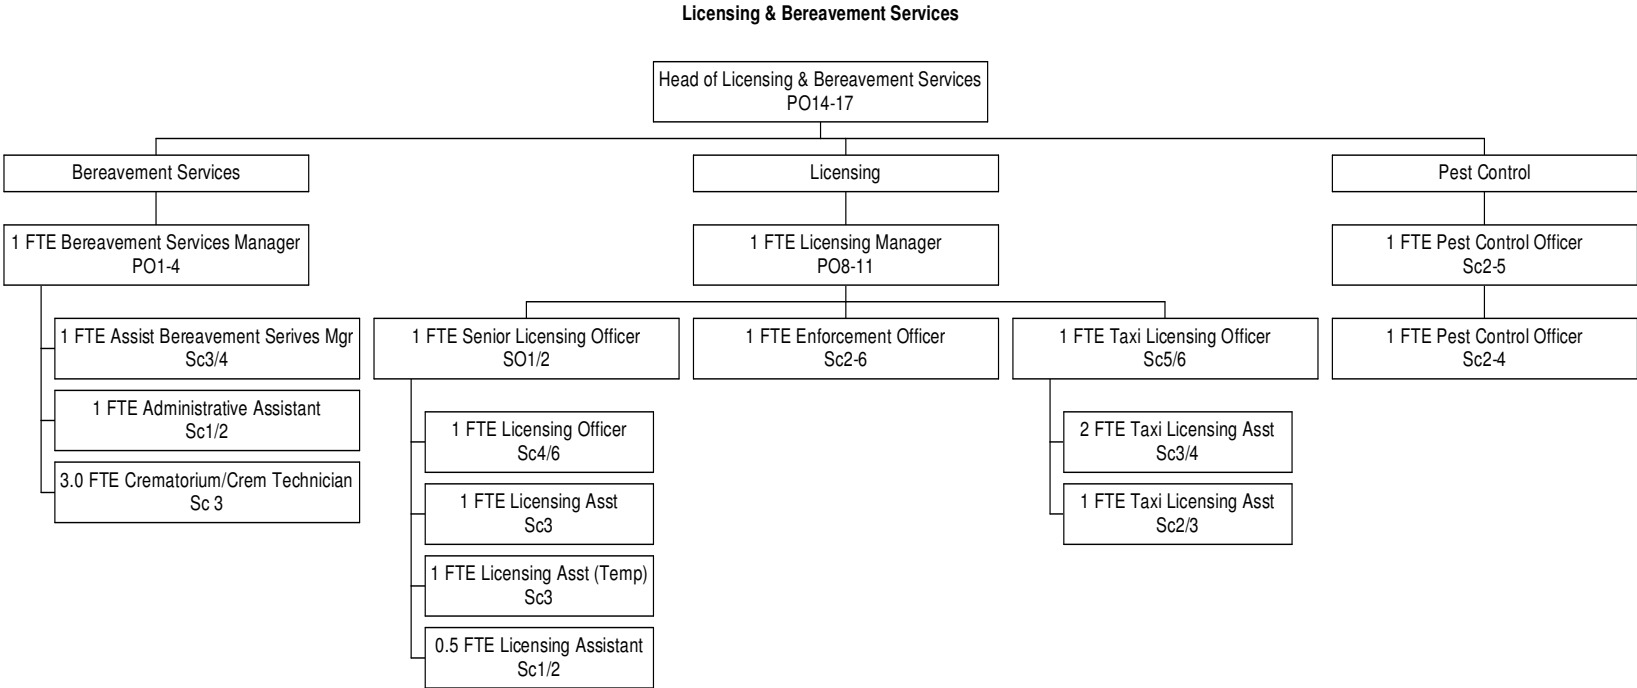 Licensing & Bereavement Services
Head of Licensing & Bereavement Services
PO14-17
Bereavement Services
Licensing
Pest Control
1 FTE Bereavement Services Manager
PO1-4
1 FTE Licensing Manager
PO8-11
1 FTE Pest Control Officer
Sc2-5
1 FTE Assist Bereavement Serives Mgr
Sc3/4
1 FTE Administrative Assistant
Sc1/2
3.0 FTE Crematorium/Crem Technician
Sc 3
1 FTE Senior Licensing Officer
SO1/2
1 FTE Licensing Officer
Sc4/6
1 FTE Licensing Asst
Sc3
1 FTE Licensing Asst (Temp)
Sc3
0.5 FTE Licensing Assistant
Sc1/2
1 FTE Enforcement Officer
Sc2-6
1 FTE Taxi Licensing Officer
Sc5/6
2 FTE Taxi Licensing Asst
Sc3/4
1 FTE Taxi Licensing Asst
Sc2/3
1 FTE Pest Control Officer
Sc2-4